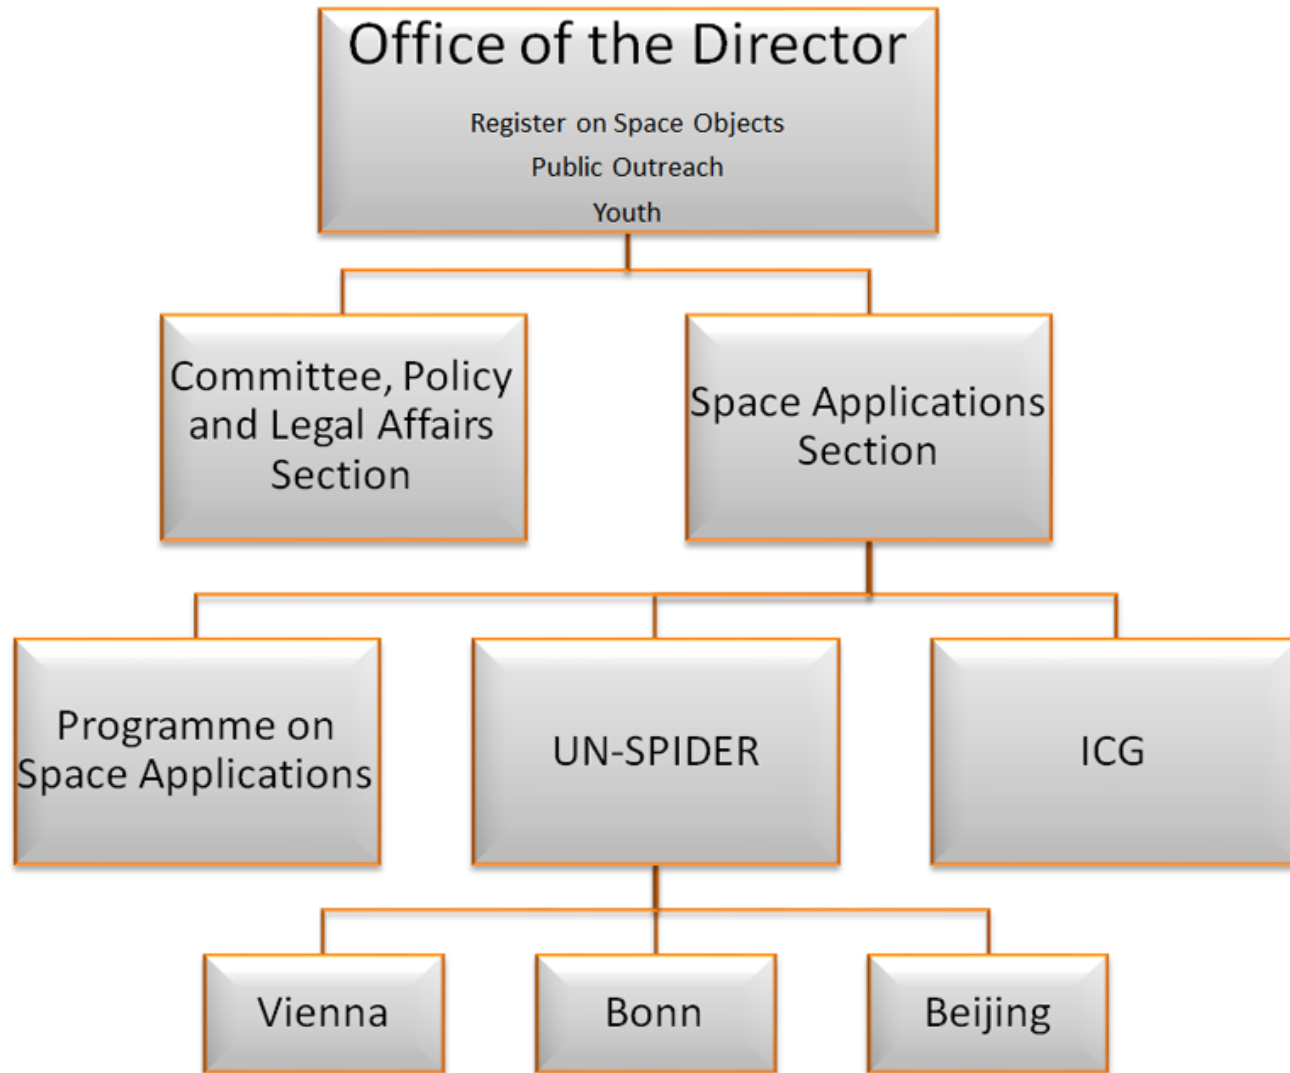 Office of the Director
Register on Space Objects
Public Outreach
Youth
Committee, Policy
and Legal Affairs
Section
Space Applications
Section
Programme on
Space Applications
UN-SPIDER
ICG
Vienna
Bonn
Beijing